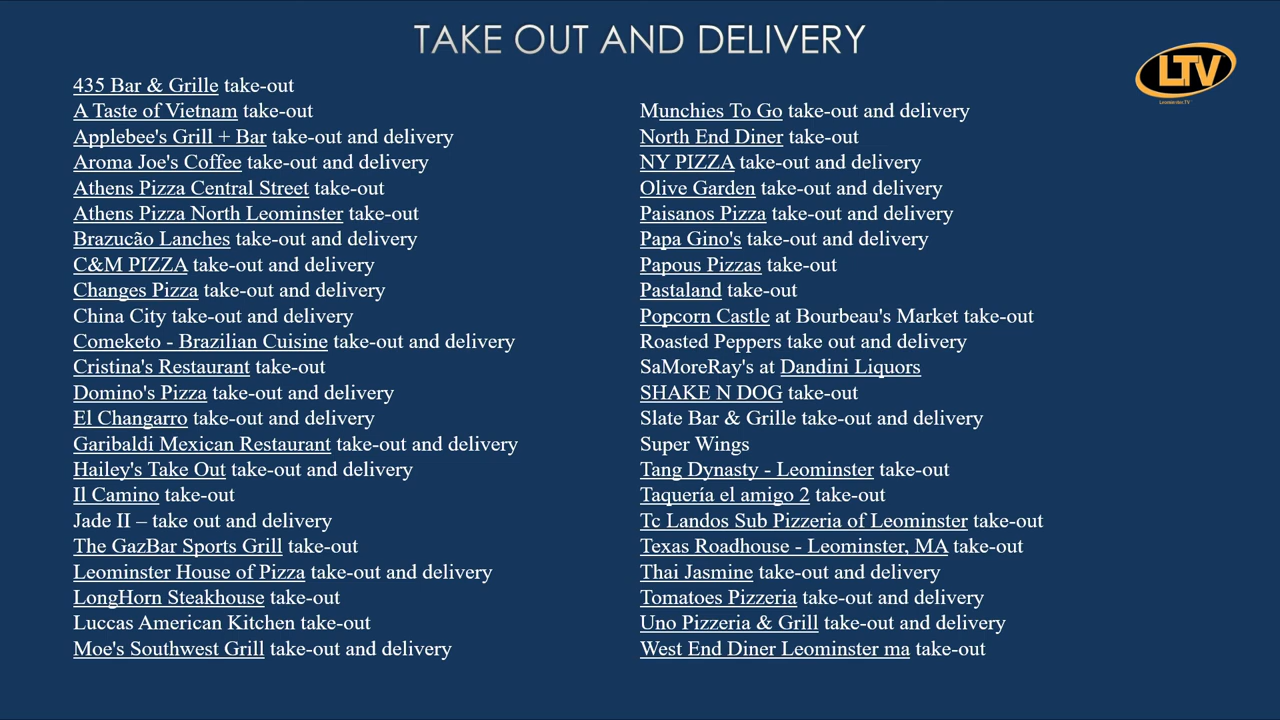 TAKE OUT AND DELIVERY
LTV
Leominster.TV
435 Bar & Grille take-out
A Taste of Vietnam take-out
Applebee's Grill + Bar take-out and delivery
Aroma Joe's Coffee take-out and delivery
Athens Pizza Central Street take-out
Athens Pizza North Leominster take-out
Brazucão Lanches take-out and delivery
C&M PIZZA take-out and delivery
Changes Pizza take-out and delivery
China City take-out and delivery
Comeketo - Brazilian Cuisine take-out and delivery
Cristina's Restaurant take-out
Domino's Pizza take-out and delivery
El Changarro take-out and delivery
Garibaldi Mexican Restaurant take-out and delivery
Hailey's Take Out take-out and delivery
Il Camino take-out
Jade II – take out and delivery
The GazBar Sports Grill take-out
Leominster House of Pizza take-out and delivery
LongHorn Steakhouse take-out
Luccas American Kitchen take-out
Moe's Southwest Grill take-out and delivery
Munchies To Go take-out and delivery
North End Diner take-out
NY PIZZA take-out and delivery
Olive Garden take-out and delivery
Paisanos Pizza take-out and delivery
Papa Gino's take-out and delivery
Papous Pizzas take-out
Pastaland take-out
Popcorn Castle at Bourbeau's Market take-out
Roasted Peppers take out and delivery
SaMoreRay's at Dandini Liquors
SHAKE N DOG take-out
Slate Bar & Grille take-out and delivery
Super Wings
Tang Dynasty - Leominster take-out
Taquería el amigo 2 take-out
Tc Landos Sub Pizzeria of Leominster take-out
Texas Roadhouse - Leominster, MA take-out
Thai Jasmine take-out and delivery
Tomatoes Pizzeria take-out and delivery
Uno Pizzeria & Grill take-out and delivery
West End Diner Leominster ma take-out